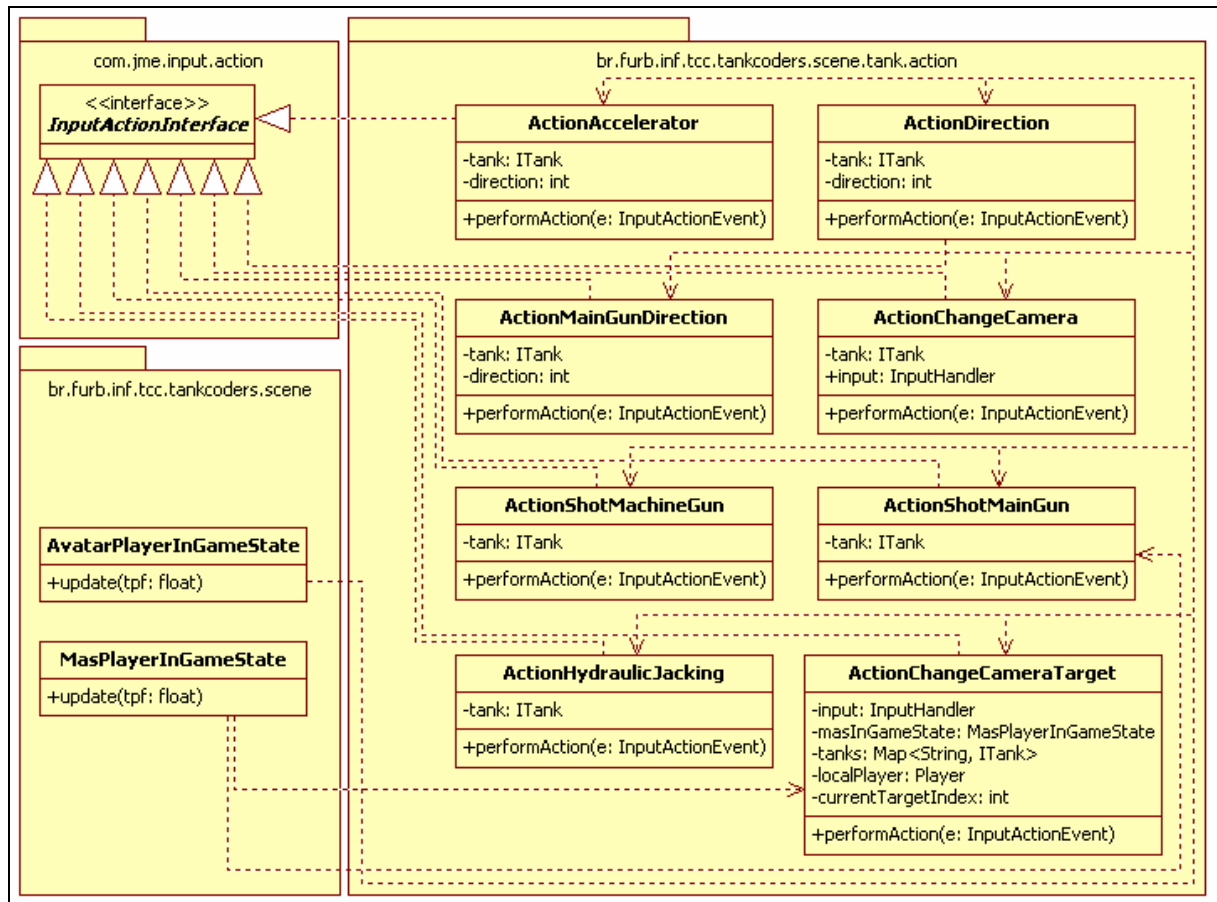 com.jme.input.action
<<interface>>
InputActionInterface
br.furb.inf.tcc.tankcoders.scene.tank.action
ActionAccelerator
-tank: ITank
-direction: int
+performAction(e: InputActionEvent)
ActionDirection
-tank: ITank
-direction: int
+performAction(e: InputActionEvent)
ActionMainGunDirection
-tank: ITank
-direction: int
+performAction(e: InputActionEvent)
ActionChangeCamera
-tank: ITank
+input: InputHandler
+performAction(e: InputActionEvent)
br.furb.inf.tcc.tankcoders.scene
AvatarPlayerInGameState
+update(tpf: float)
MasPlayerInGameState
+update(tpf: float)
ActionShotMachineGun
-tank: ITank
+performAction(e: InputActionEvent)
ActionShotMainGun
-tank: ITank
+performAction(e: InputActionEvent)
ActionHydraulicJacking
-tank: ITank
+performAction(e: InputActionEvent)
ActionChangeCameraTarget
-input: InputHandler
-masInGameState: MasPlayerInGameState
-tanks: Map<String, ITank>
-localPlayer: Player
-currentTargetIndex: int
+performAction(e: InputActionEvent)